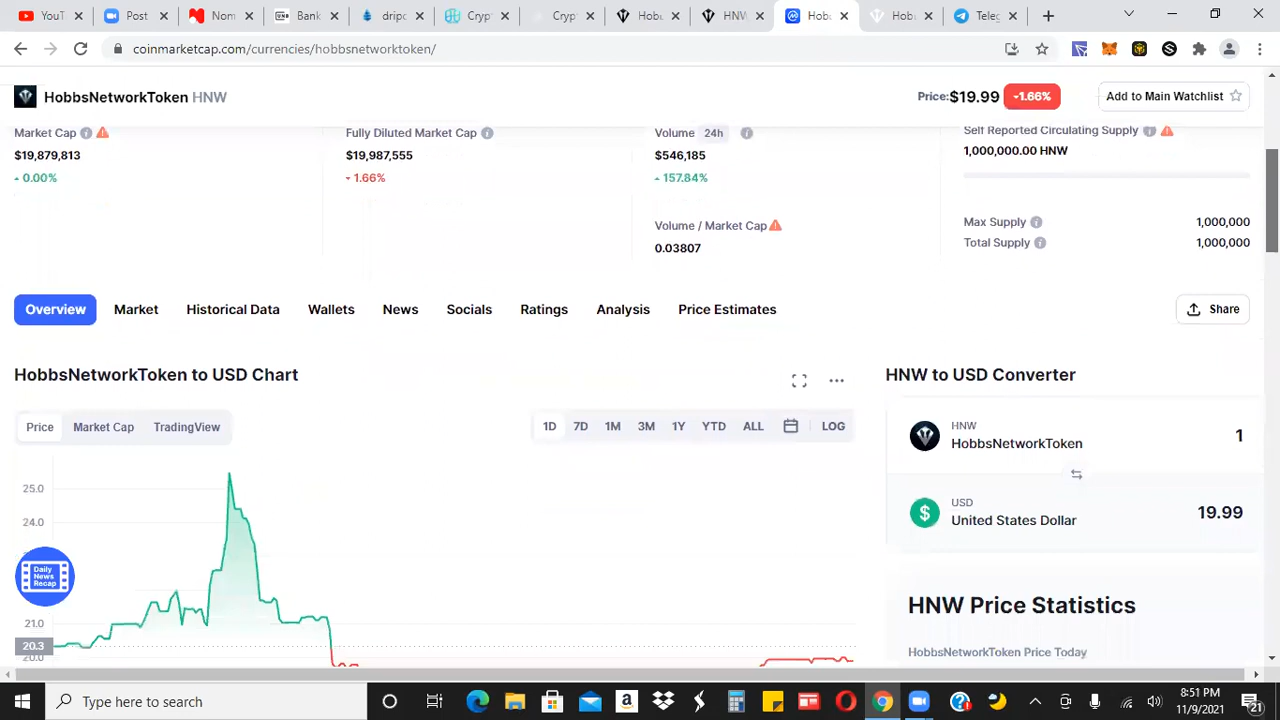 YouT
Post
Nom
Bank
dripc
Crypt
Crypt
Hobu
HNW
Hob
Hobu
Teleg
coinmarketcap.com/currencies/hobbsnetworktoken/
HobbsNetworkToken HNW
Price:$19.99 -1.66%
Add to Main Watchlist
Market Cap
Fully Diluted Market Cap
Volume 24h
Self Reported Circulating Supply
$19,879,813
$19,987,555
$546,185
1,000,000.00 HNW
0.00%
1.66%
157.84%
Volume / Market Cap
0.03807
Max Supply 1,000,000
Total Supply 1,000,000
Overview Market Historical Data Wallets News Socials Ratings Analysis Price Estimates
Share
HobbsNetworkToken to USD Chart
Price Market Cap TradingView
1D 7D 1M 3M 1Y YTD ALL LOG
25.0
24.0
21.0
20.3
20.0
Daily
News
Recap
HNW to USD Converter
HNW
HobbsNetworkToken
1
USD
United States Dollar
19.99
HNW Price Statistics
HobbsNetworkToken Price Today
Type here to search
8:51 PM
11/9/2021
21